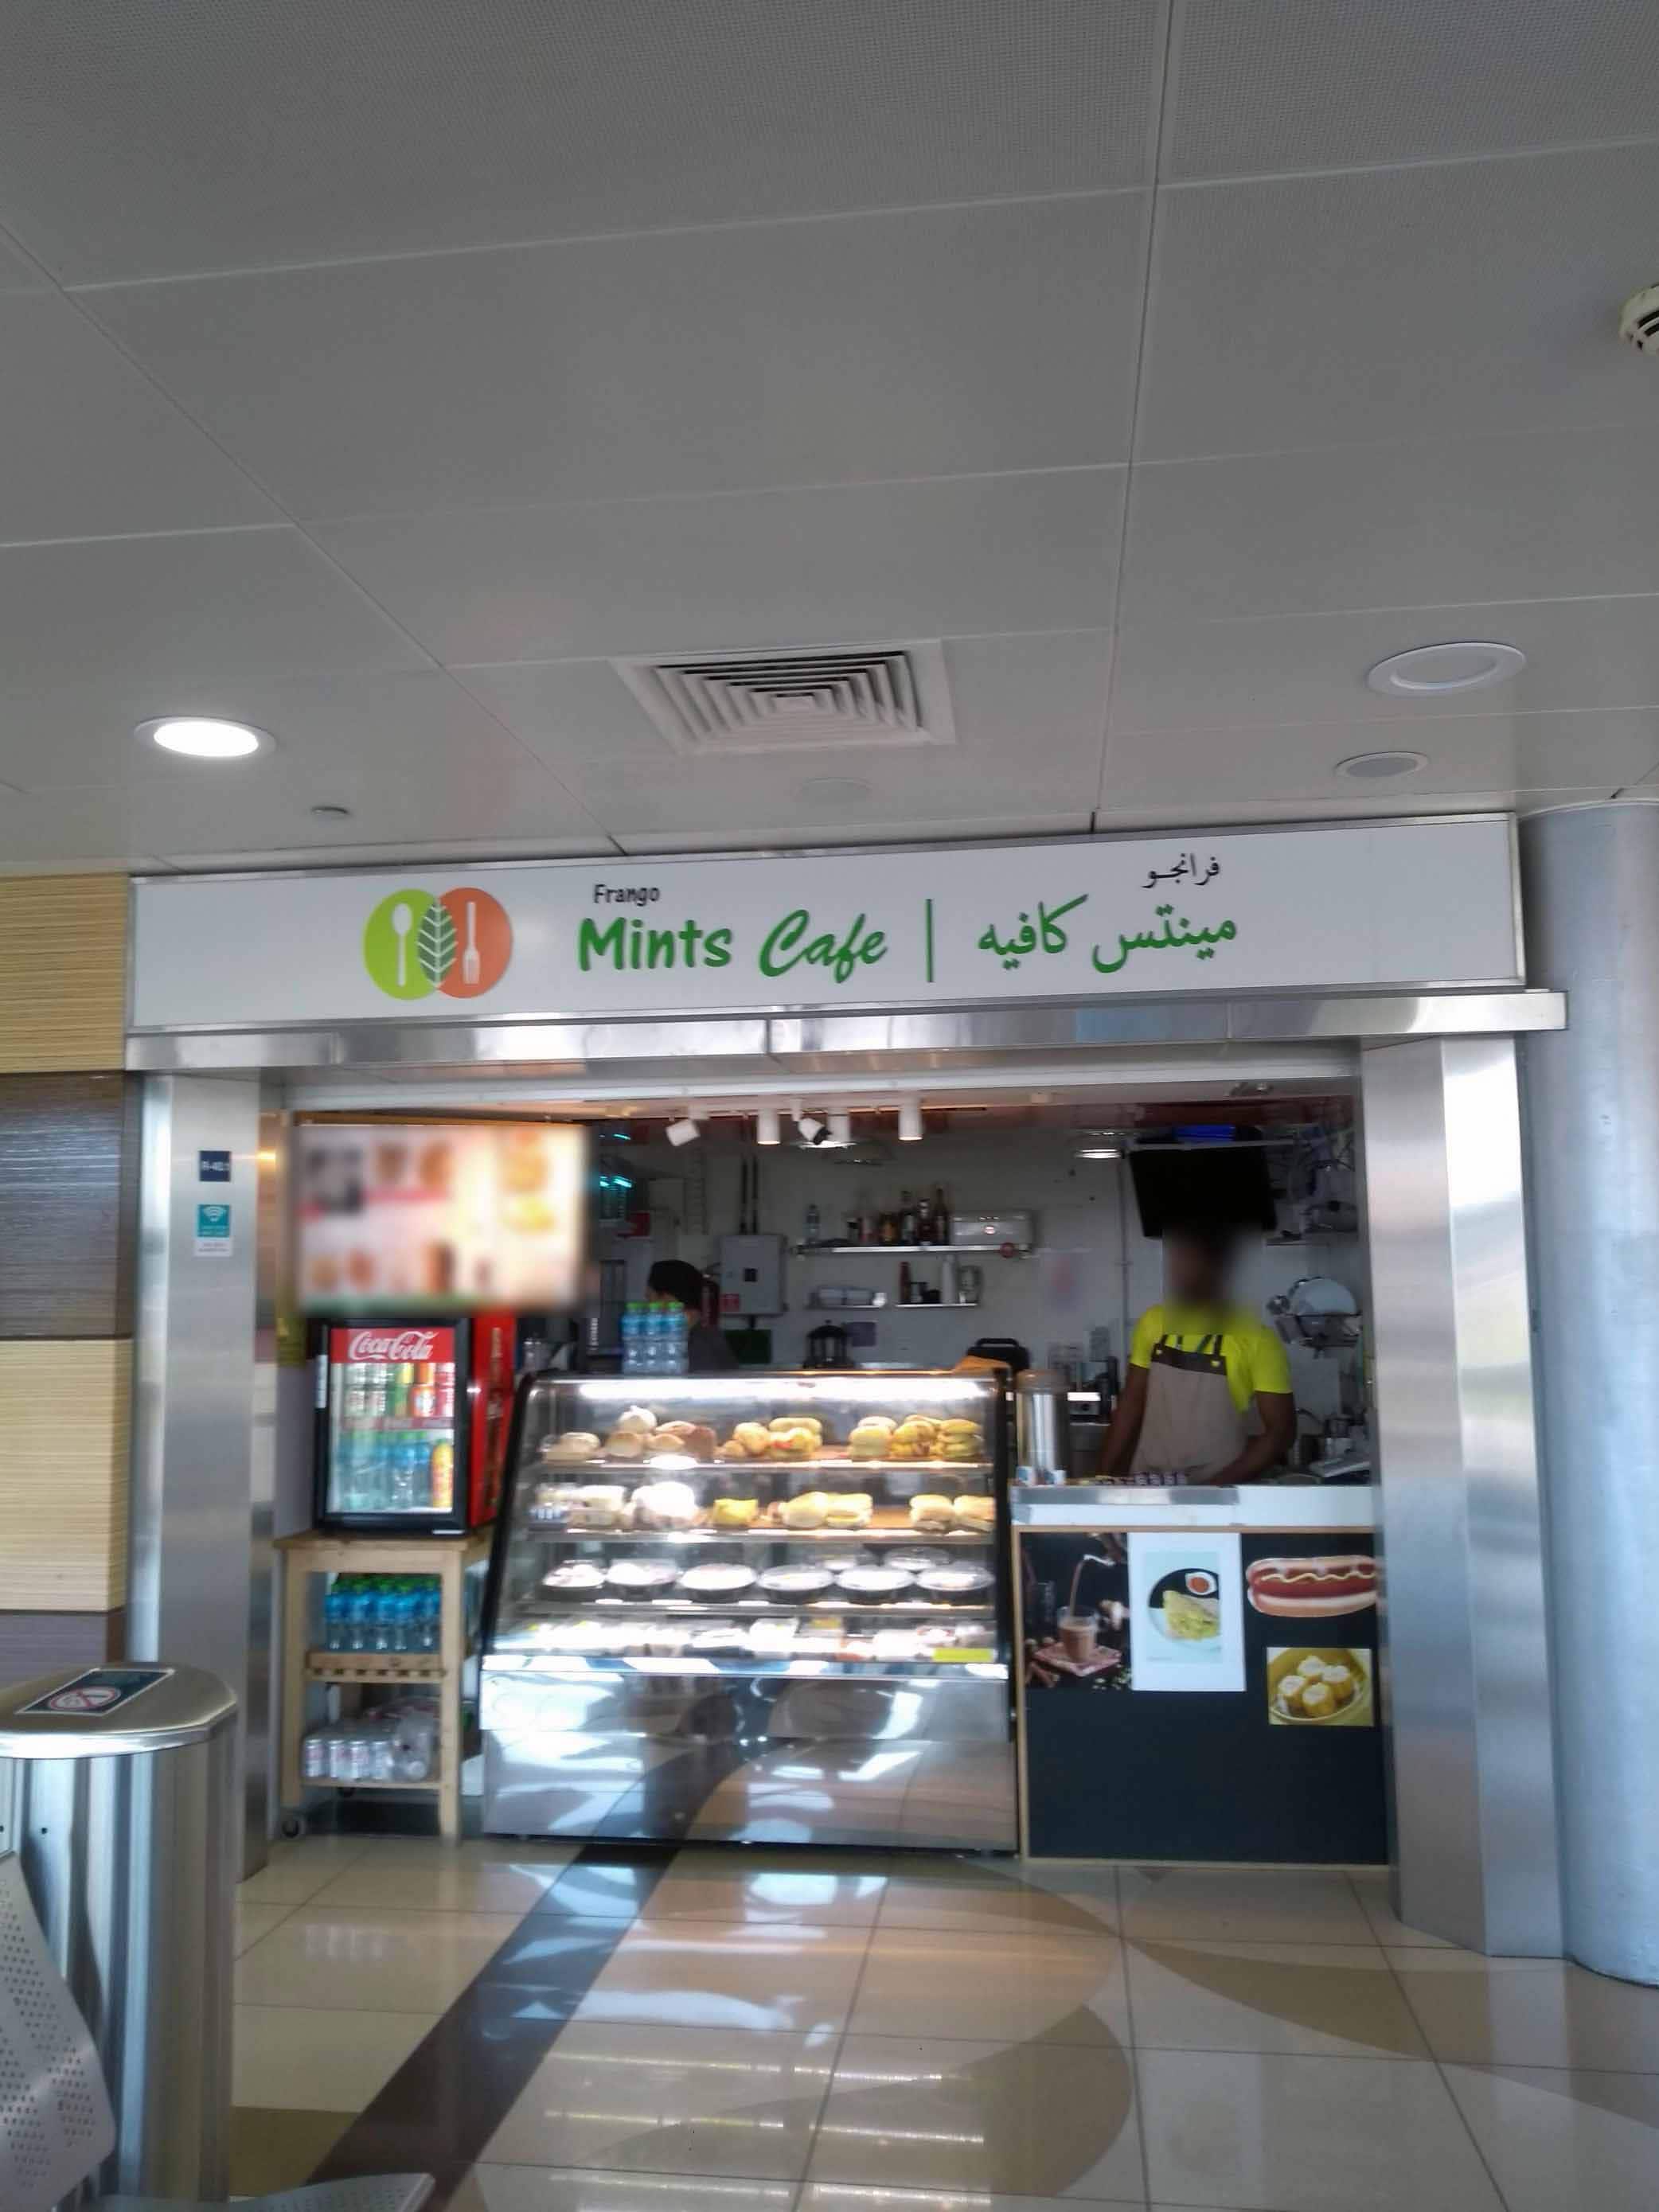 Frango
Mints Cafe
فرانجو
مينتس كافيه
Coca-Cola